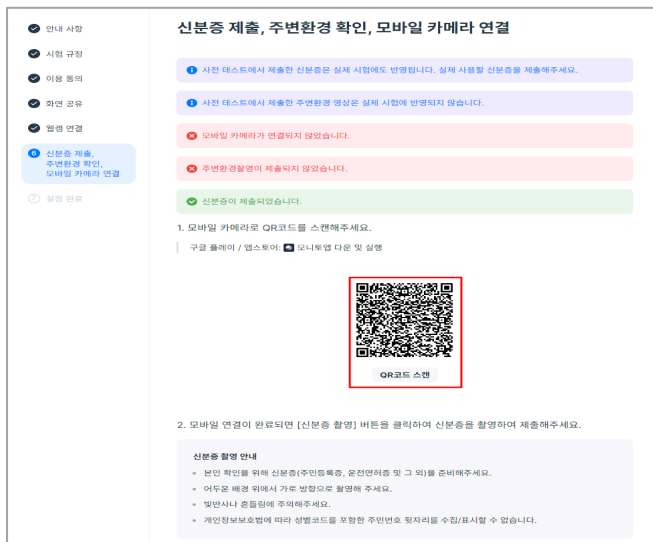 안내 사항
시험 규정
이용 동의
화면 공유
웹캠 연결
6 신분증 제출,
주변환경 확인,
모바일 카메라 연결
7 설정 완료
신분증 제출, 주변환경 확인, 모바일 카메라 연결
사전 테스트에서 제출한 신분증은 실제 시험에도 반영됩니다. 실제 사용할 신분증을 제출해주세요.
사전 테스트에서 제출한 주변환경 영상은 실제 시험에 반영되지 않습니다.
모바일 카메라가 연결되지 않았습니다.
주변환경촬영이 제출되지 않았습니다.
신분증이 제출되었습니다.
1. 모바일 카메라로 QR코드를 스캔해주세요.
구글 플레이 / 앱스토어: 모니토앱 다운 및 실행
QR코드 스캔
2. 모바일 연결이 완료되면 [신분증 촬영] 버튼을 클릭하여 신분증을 촬영하여 제출해주세요.
신분증 촬영 안내
• 본인 확인을 위해 신분증(주민등록증, 운전면허증 및 그 외)을 준비해주세요.
• 어두운 배경 위에서 가로 방향으로 촬영해 주세요.
• 빛반사나 흔들림에 주의해주세요.
• 개인정보보호법에 따라 성별코드를 포함한 주민번호 뒷자리를 수집/표시할 수 없습니다.